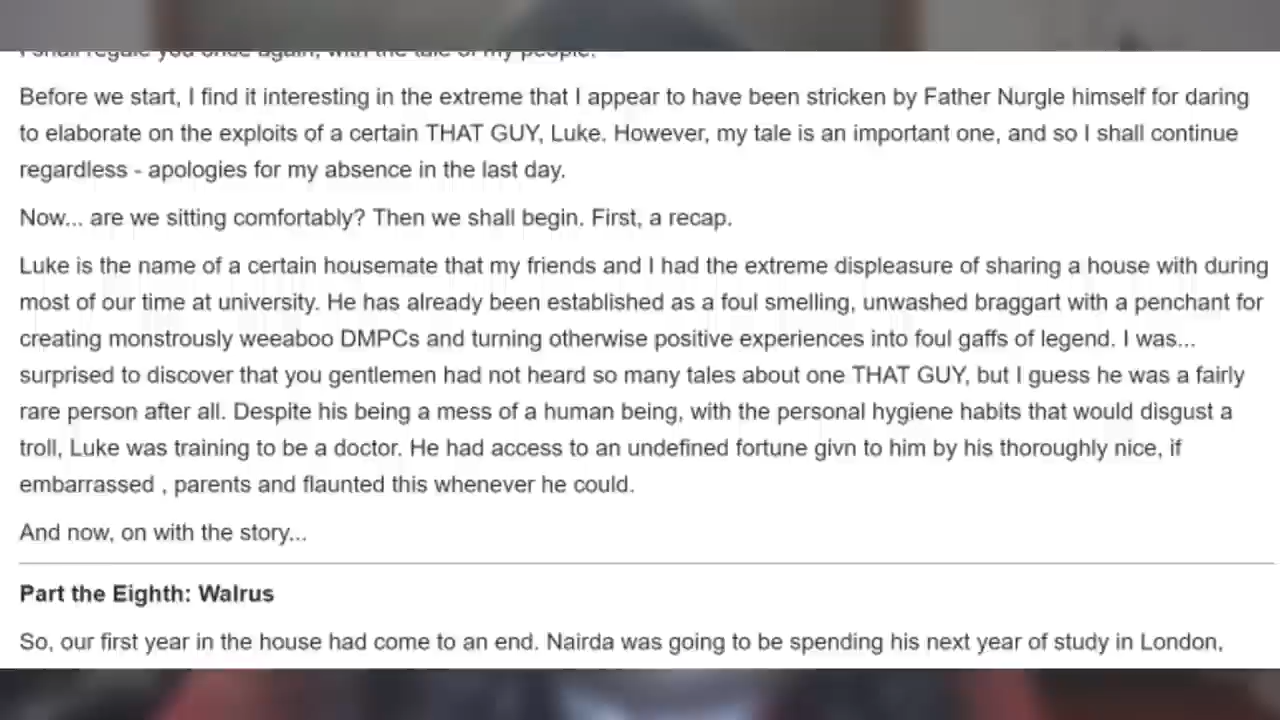 I shall regale you once again, with the tale of my people.
Before we start, I find it interesting in the extreme that I appear to have been stricken by Father Nurgle himself for daring
to elaborate on the exploits of a certain THAT GUY, Luke. However, my tale is an important one, and so I shall continue
regardless - apologies for my absence in the last day.
Now... are we sitting comfortably? Then we shall begin. First, a recap.
Luke is the name of a certain housemate that my friends and I had the extreme displeasure of sharing a house with during
most of our time at university. He has already been established as a foul smelling, unwashed braggart with a penchant for
creating monstrously weeaboo DMPCs and turning otherwise positive experiences into foul gaffs of legend. I was...
surprised to discover that you gentlemen had not heard so many tales about one THAT GUY, but I guess he was a fairly
rare person after all. Despite his being a mess of a human being, with the personal hygiene habits that would disgust a
troll, Luke was training to be a doctor. He had access to an undefined fortune givn to him by his thoroughly nice, if
embarrassed , parents and flaunted this whenever he could.
And now, on with the story...
Part the Eighth: Walrus
So, our first year in the house had come to an end. Nairda was going to be spending his next year of study in London,